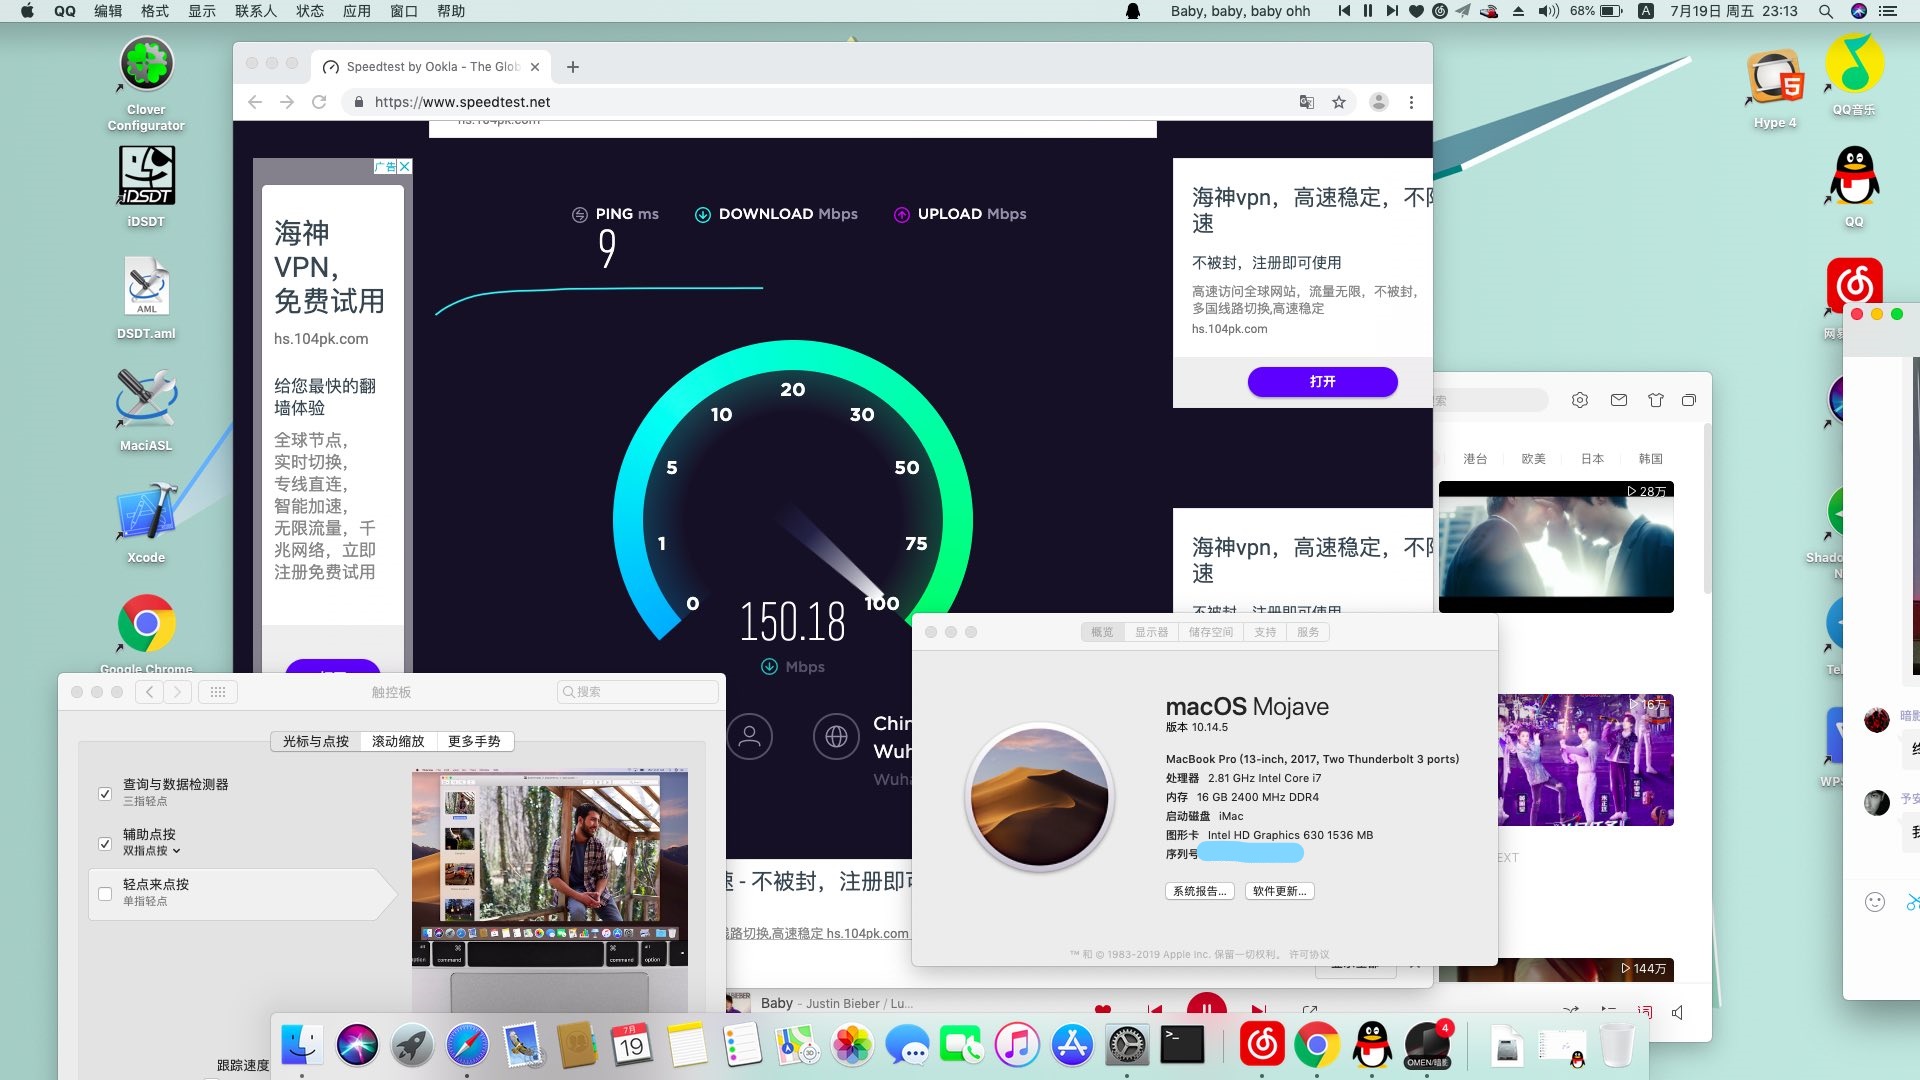 QQ 编辑 格式 显示 联系人 状态 应用 窗口 帮助
Baby, baby, baby ohh 68% A 7月19日 周五 23:13
Clover
Configurator
iDSDT
DSDT.aml
AML
MaciASL
Xcode
Google Chrome
Speedtest by Ookla - The Glob
https://www.speedtest.net
hs.104pk.com
广告
海神
VPN，
免费试用
hs.104pk.com
给您最快的翻
墙体验
全球节点，
实时切换，
专线直连，
智能加速，
无限流量，千
兆网络，立即
注册免费试用
PING ms
9
DOWNLOAD Mbps
UPLOAD Mbps
0
1
5
10
20
30
50
75
100
150.18
Mbps
海神vpn，高速稳定，不限
速
不被封，注册即可使用
高速访问全球网站，流量无限，不被封，
多国线路切换,高速稳定
hs.104pk.com
打开
海神vpn，高速稳定，不限
速
不被封，注册即可使用
速 - 不被封，注册即可
路切换,高速稳定 hs.104pk.com
Hype 4
QQ音乐
QQ
港台 欧美 日本 韩国
28万
16万
144万
WPS
触控板
搜索
光标与点按 滚动缩放 更多手势
查询与数据检测器
三指轻点
辅助点按
双指点按
轻点来点按
单指轻点
command command option
跟踪速度
概览 显示器 储存空间 支持 服务
macOS Mojave
版本 10.14.5
MacBook Pro (13-inch, 2017, Two Thunderbolt 3 ports)
处理器 2.81 GHz Intel Core i7
内存 16 GB 2400 MHz DDR4
启动磁盘 iMac
图形卡 Intel HD Graphics 630 1536 MB
序列号
系统报告... 软件更新...
™ 和 © 1983-2019 Apple Inc. 保留一切权利。 许可协议
Baby - Justin Bieber / Lu...
词
7月
19
4
OMEN/暗影